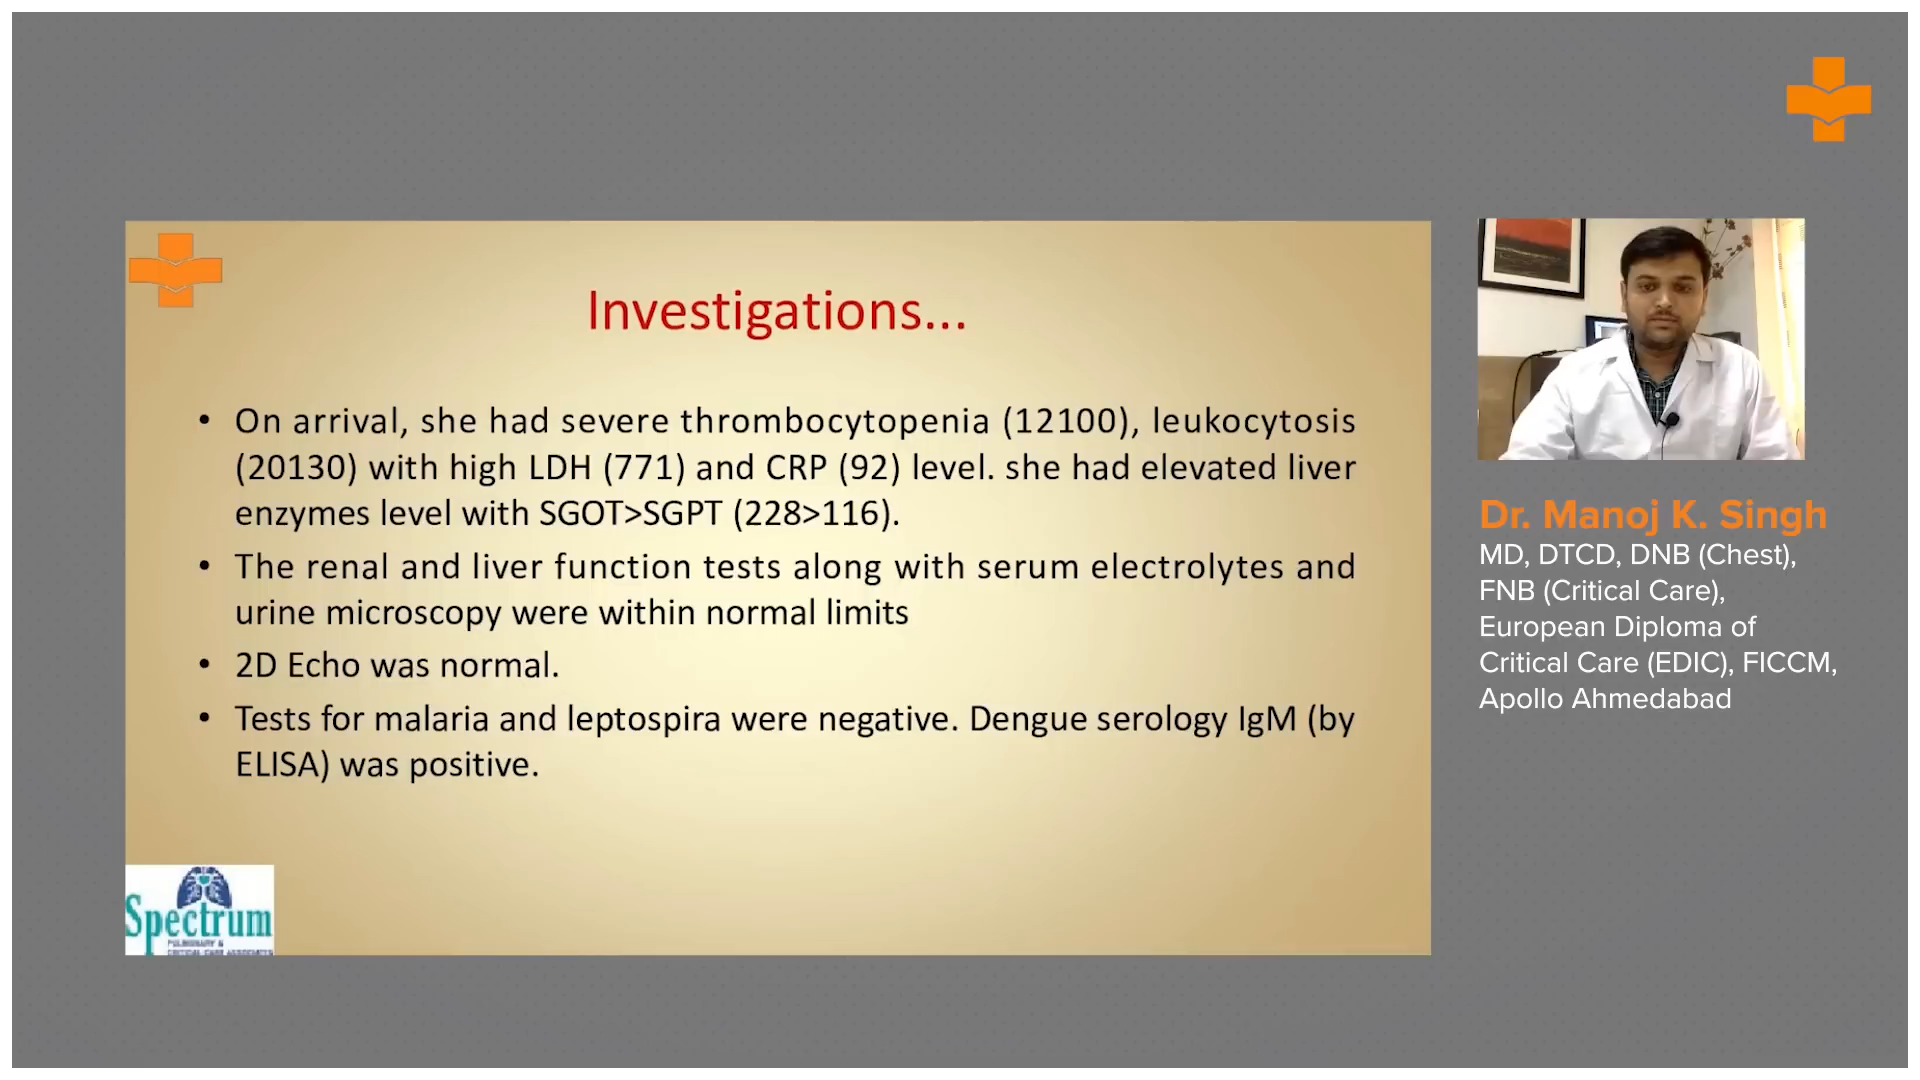 Investigations...
• On arrival, she had severe thrombocytopenia (12100), leukocytosis
(20130) with high LDH (771) and CRP (92) level. she had elevated liver
enzymes level with SGOT>SGPT (228>116).
• The renal and liver function tests along with serum electrolytes and
urine microscopy were within normal limits
• 2D Echo was normal.
• Tests for malaria and leptospira were negative. Dengue serology IgM (by
ELISA) was positive.
Spectrum
PULMONARY &
CRITICAL CARE ASSOCIATES
Dr. Manoj K. Singh
MD, DTCD, DNB (Chest),
FNB (Critical Care),
European Diploma of
Critical Care (EDIC), FICCM,
Apollo Ahmedabad